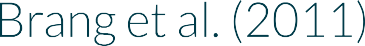 Brang et al. (2011)